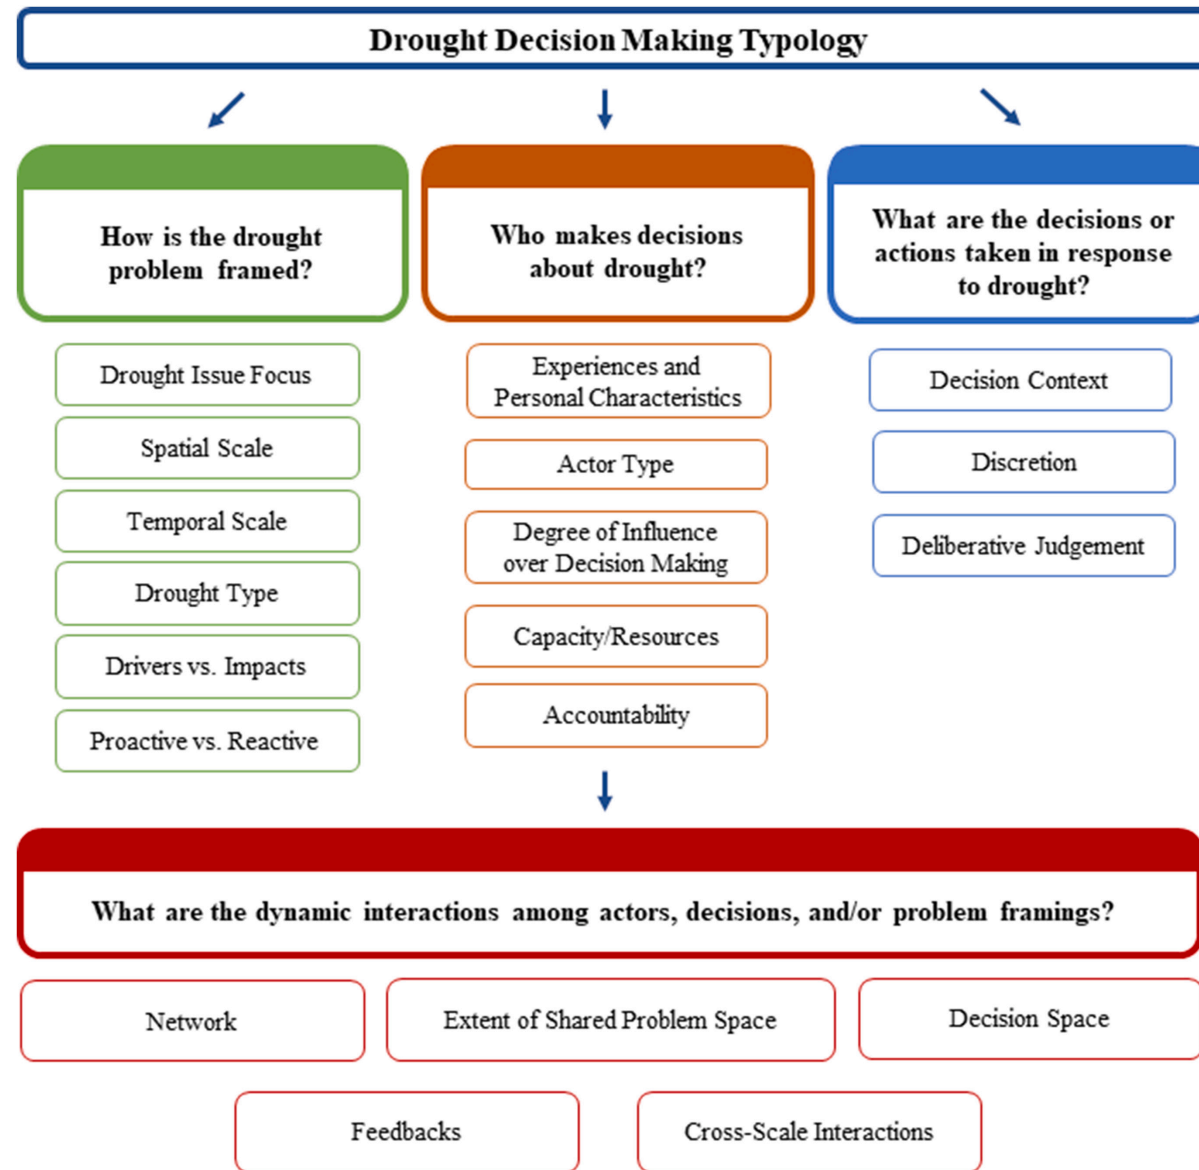 Drought Decision Making Typology
How is the drought
problem framed?
Drought Issue Focus
Spatial Scale
Temporal Scale
Drought Type
Drivers vs. Impacts
Proactive vs. Reactive
Who makes decisions
about drought?
Experiences and
Personal Characteristics
Actor Type
Degree of Influence
over Decision Making
Capacity/Resources
Accountability
What are the decisions or
actions taken in response
to drought?
Decision Context
Discretion
Deliberative Judgement
What are the dynamic interactions among actors, decisions, and/or problem framings?
Network
Extent of Shared Problem Space
Decision Space
Feedbacks
Cross-Scale Interactions